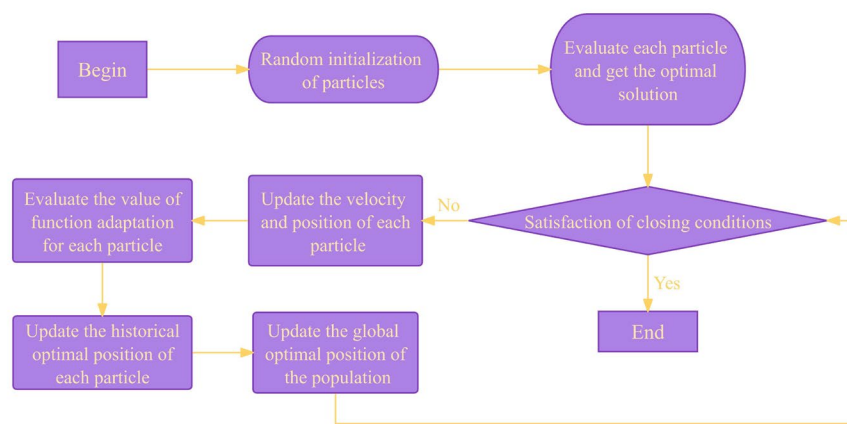 Begin
Random initialization
of particles
Evaluate each particle
and get the optimal
solution
Satisfaction of closing conditions
No
Update the velocity
and position of each
particle
Evaluate the value of
function adaptation
for each particle
Update the historical
optimal position of
each particle
Update the global
optimal position of
the population
Yes
End